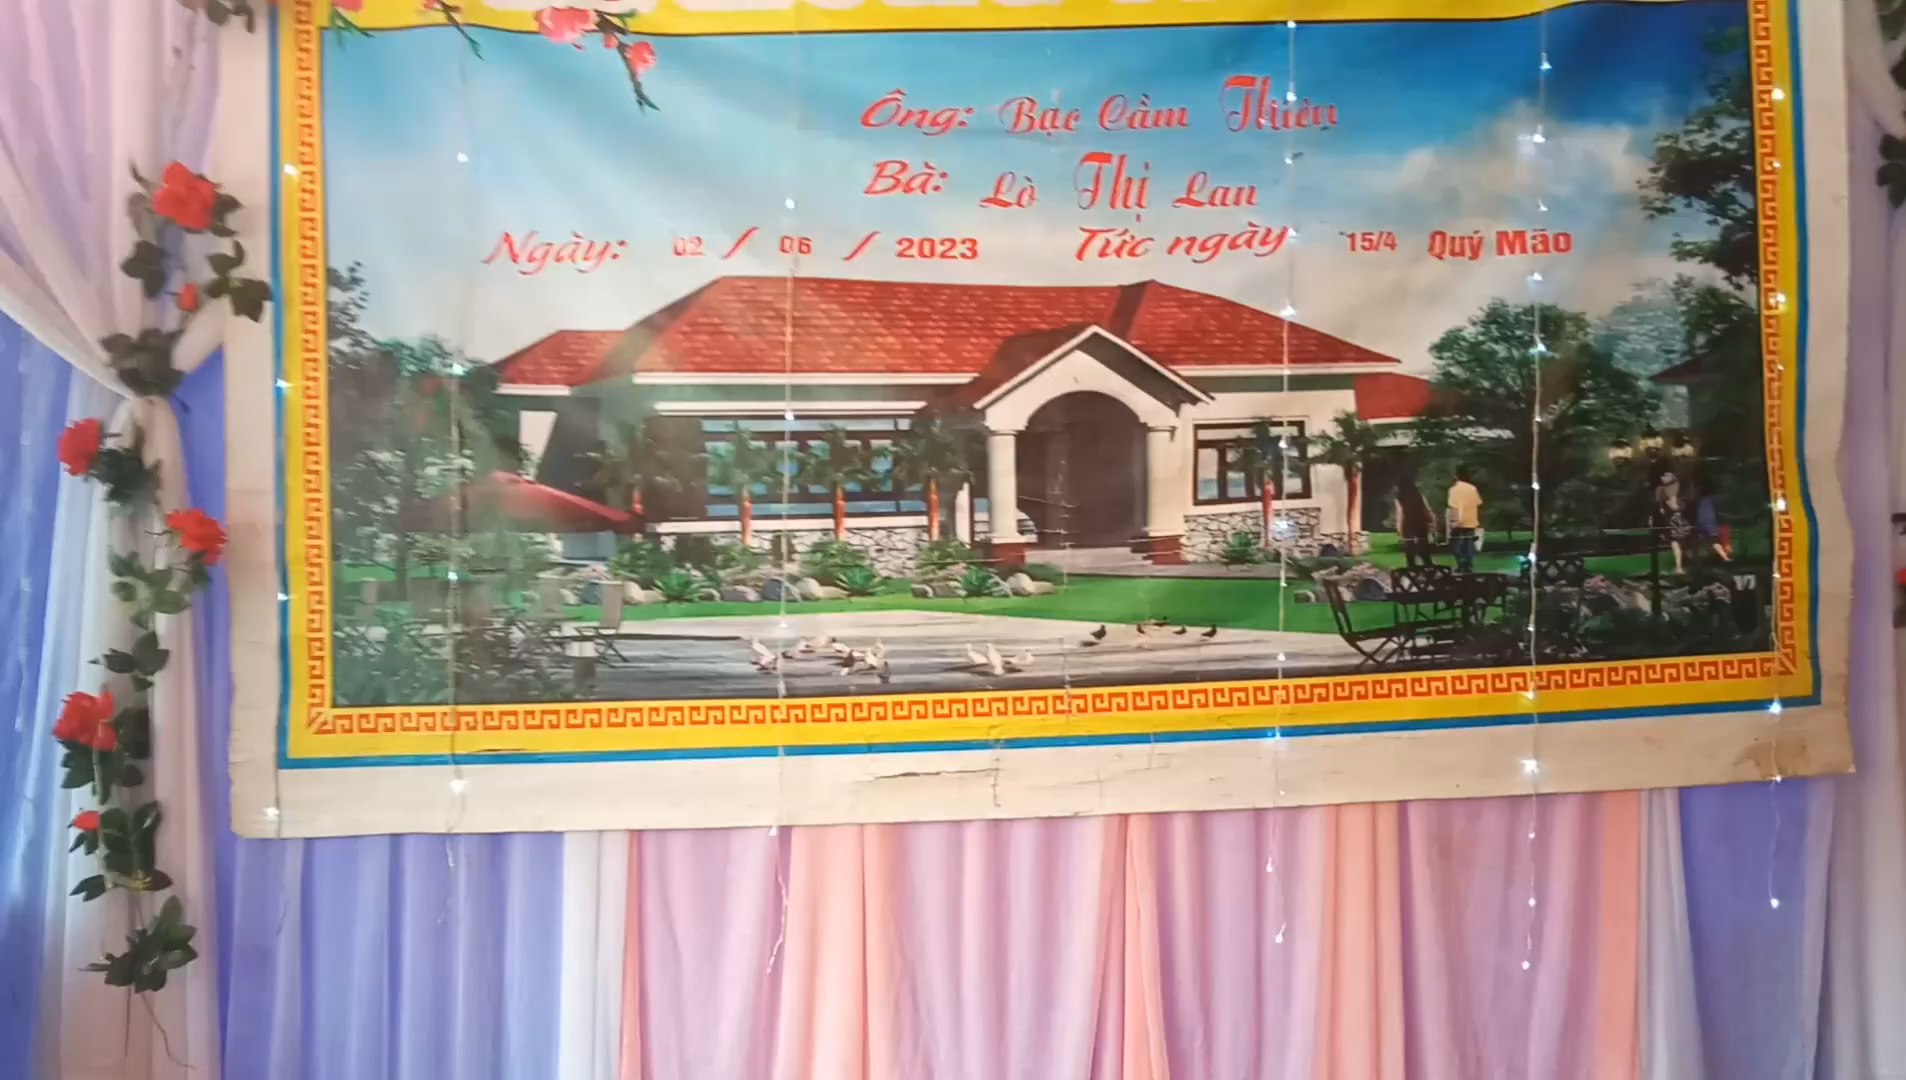 Ông: Bạc Cầm Thiên
Bà: Lò Thị Lan
Ngày: 02 / 06 / 2023 Tức ngày 15/4 Quý Mão